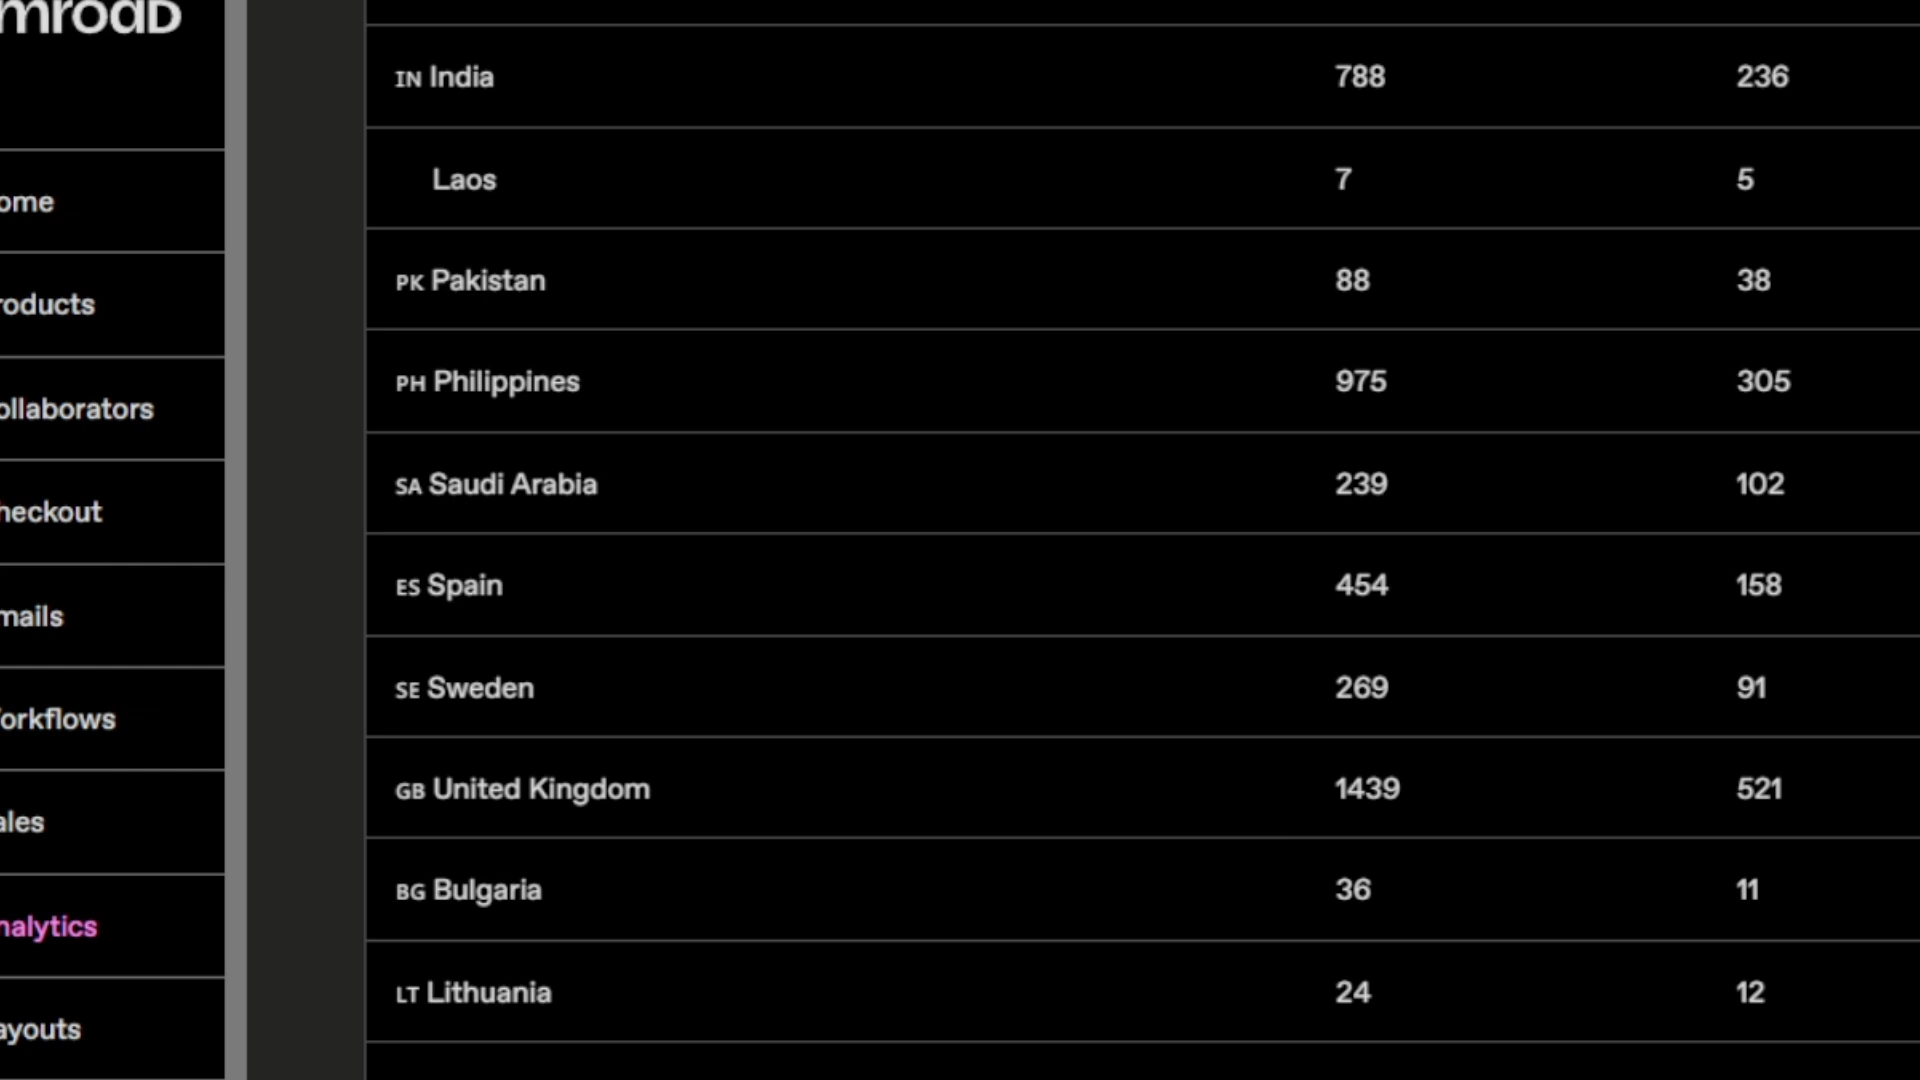 ome
roducts
ollaborators
heckout
mails
orkflows
ales
nalytics
ayouts
IN India 788 236
Laos 7 5
PK Pakistan 88 38
PH Philippines 975 305
SA Saudi Arabia 239 102
ES Spain 454 158
SE Sweden 269 91
GB United Kingdom 1439 521
BG Bulgaria 36 11
LT Lithuania 24 12